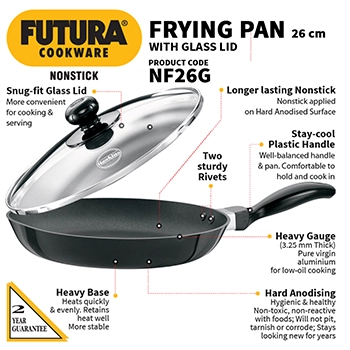 FUTURA®
COOKWARE
NONSTICK
FRYING PAN 26 cm
WITH GLASS LID
PRODUCT CODE
NF26G
Snug-fit Glass Lid
More convenient
for cooking &
serving
Longer lasting Nonstick
Nonstick applied
on Hard Anodised Surface
Stay-cool
Plastic Handle
Well-balanced handle
& pan. Comfortable to
hold and cook in
Two
sturdy
Rivets
Hawkins
Heavy Gauge
(3.25 mm Thick)
Pure virgin
aluminium
for low-oil cooking
Heavy Base
Heats quickly
& evenly. Retains
heat well
More stable
Hard Anodising
Hygienic & healthy
Non-toxic, non-reactive
with foods; Will not pit,
tarnish or corrode; Stays
looking new for years
2
YEAR
GUARANTEE